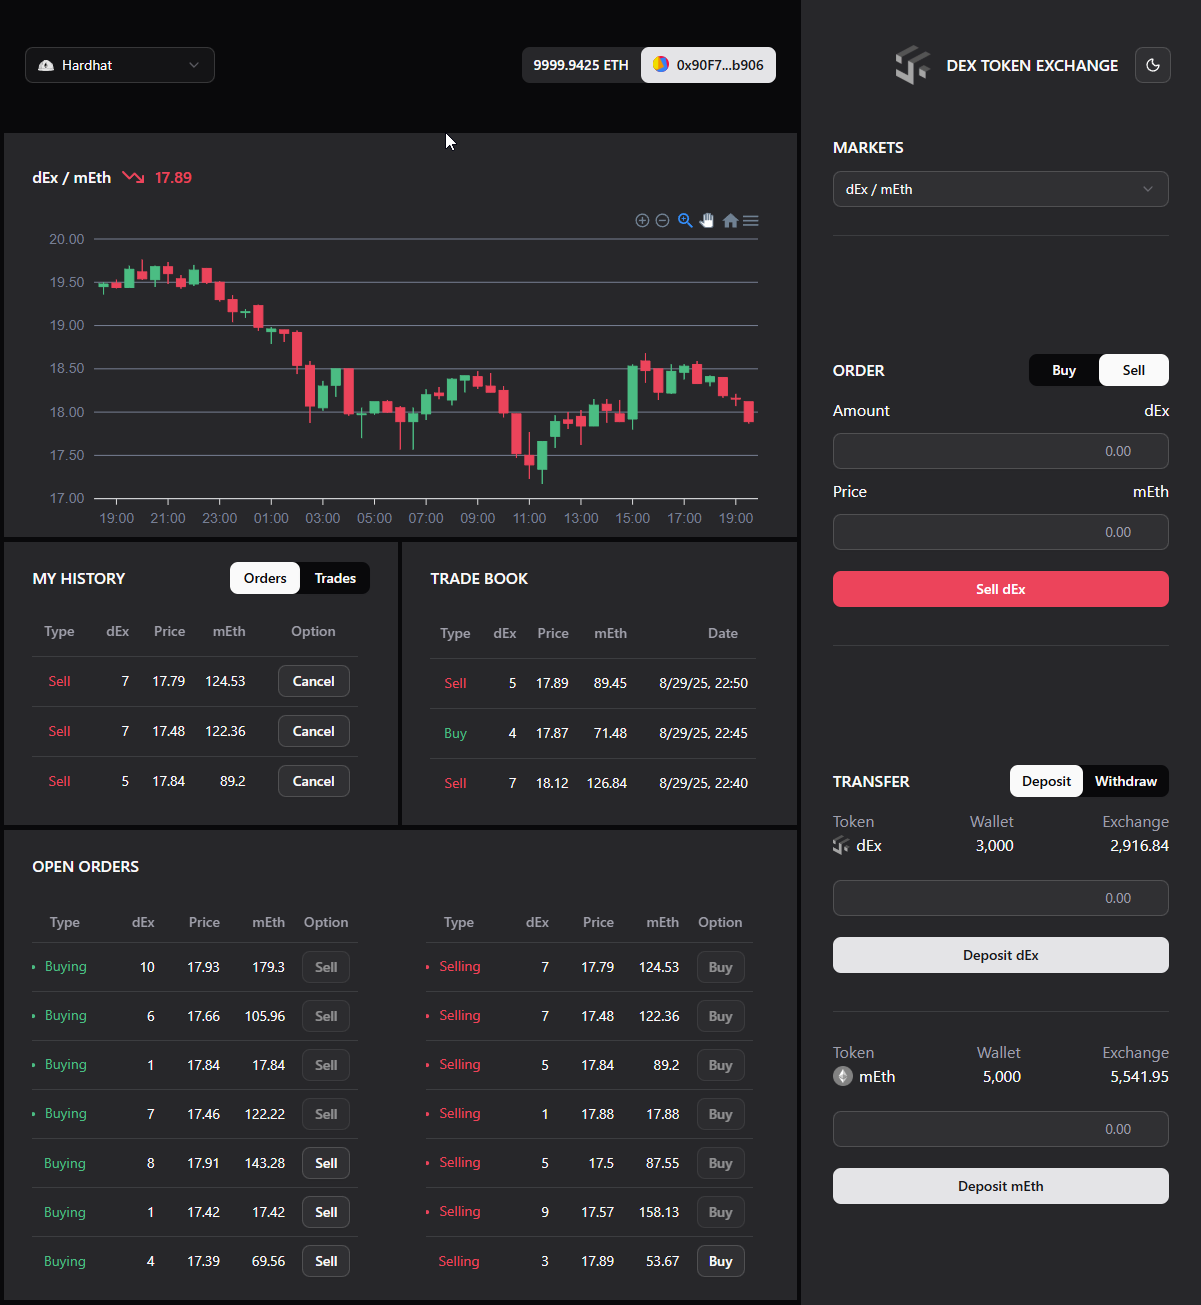 Hardhat
9999.9425 ETH 0x90F7...b906
DEX TOKEN EXCHANGE
dEx / mEth 17.89
20.00
19.50
19.00
18.50
18.00
17.50
17.00
19:00 21:00 23:00 01:00 03:00 05:00 07:00 09:00 11:00 13:00 15:00 17:00 19:00
MY HISTORY Orders Trades
Type dEx Price mEth Option
Sell 7 17.79 124.53 Cancel
Sell 7 17.48 122.36 Cancel
Sell 5 17.84 89.2 Cancel
TRADE BOOK
Type dEx Price mEth Date
Sell 5 17.89 89.45 8/29/25, 22:50
Buy 4 17.87 71.48 8/29/25, 22:45
Sell 7 18.12 126.84 8/29/25, 22:40
OPEN ORDERS
Type dEx Price mEth Option
Buying 10 17.93 179.3 Sell
Buying 6 17.66 105.96 Sell
Buying 1 17.84 17.84 Sell
Buying 7 17.46 122.22 Sell
Buying 8 17.91 143.28 Sell
Buying 1 17.42 17.42 Sell
Buying 4 17.39 69.56 Sell
Type dEx Price mEth Option
Selling 7 17.79 124.53 Buy
Selling 7 17.48 122.36 Buy
Selling 5 17.84 89.2 Buy
Selling 1 17.88 17.88 Buy
Selling 5 17.5 87.55 Buy
Selling 9 17.57 158.13 Buy
Selling 3 17.89 53.67 Buy
MARKETS
dEx / mEth
ORDER Buy Sell
Amount dEx
0.00
Price mEth
0.00
Sell dEx
TRANSFER Deposit Withdraw
Token Wallet Exchange
dEx 3,000 2,916.84
0.00
Deposit dEx
Token Wallet Exchange
mEth 5,000 5,541.95
0.00
Deposit mEth